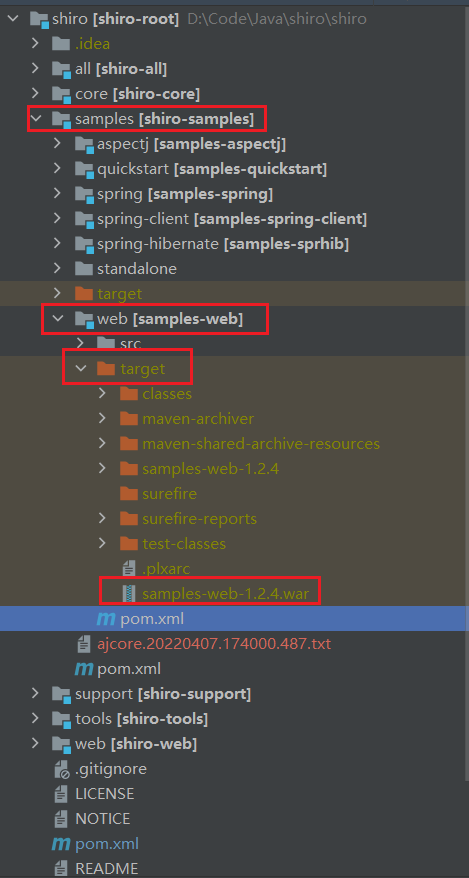 shiro [shiro-root] D:\Code\Java\shiro\shiro
.idea
all [shiro-all]
core [shiro-core]
samples [shiro-samples]
aspectj [samples-aspectj]
quickstart [samples-quickstart]
spring [samples-spring]
spring-client [samples-spring-client]
spring-hibernate [samples-sprhib]
standalone
target
web [samples-web]
src
target
classes
maven-archiver
maven-shared-archive-resources
samples-web-1.2.4
surefire
surefire-reports
test-classes
.plxarc
samples-web-1.2.4.war
m pom.xml
ajcore.20220407.174000.487.txt
m pom.xml
support [shiro-support]
tools [shiro-tools]
web [shiro-web]
.gitignore
LICENSE
NOTICE
m pom.xml
README